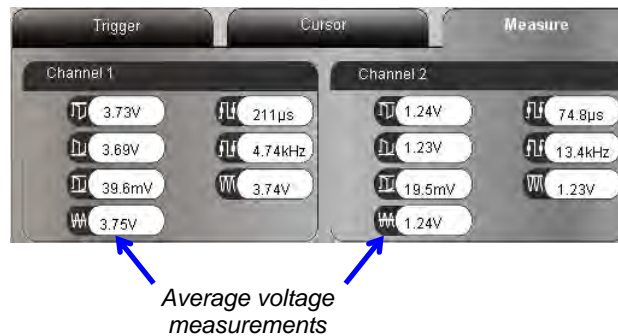 Trigger
Cursor
Measure
Channel 1
3.73V
211µs
3.69V
4.74kHz
39.6mV
3.74V
3.75V
Channel 2
1.24V
74.8µs
1.23V
13.4kHz
19.5mV
1.23V
1.24V
Average voltage
measurements